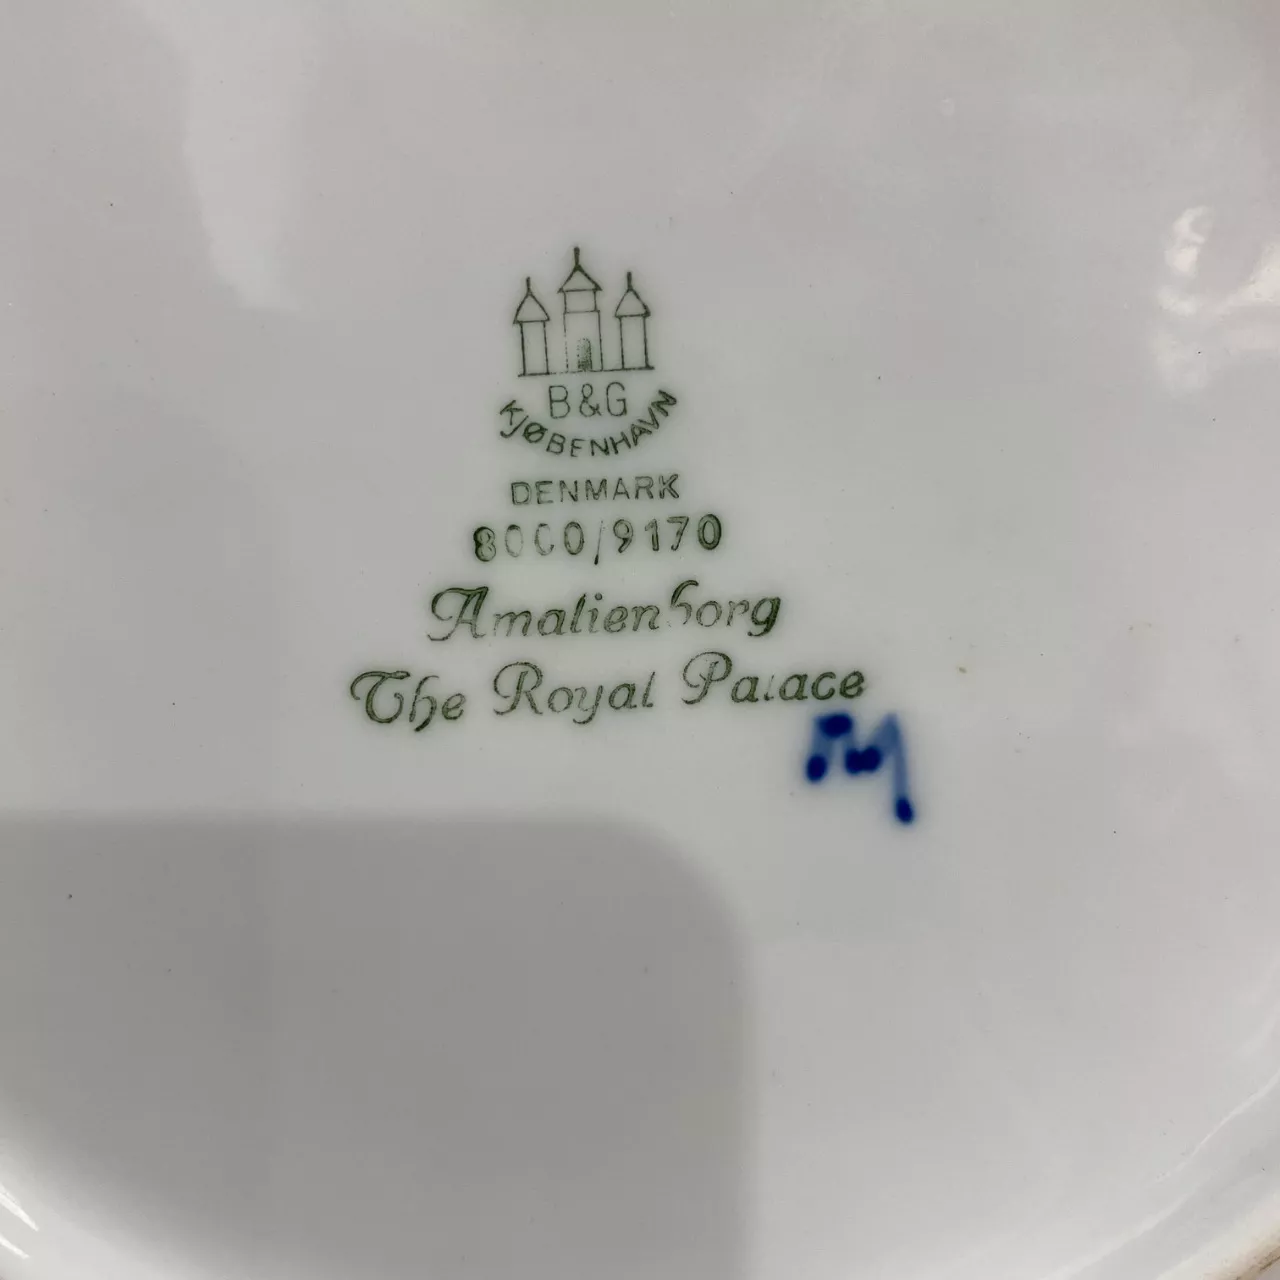 B&G
KJØBENHAVN
DENMARK
8000/9170
Amalienborg
The Royal Palace